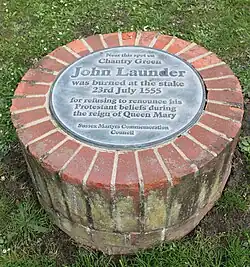 Near this spot on
Chantry Green
John Launder
was burned at the stake
23rd July 1555
for refusing to renounce his
Protestant beliefs during
the reign of Queen Mary
Sussex Martyrs Commemoration
Council